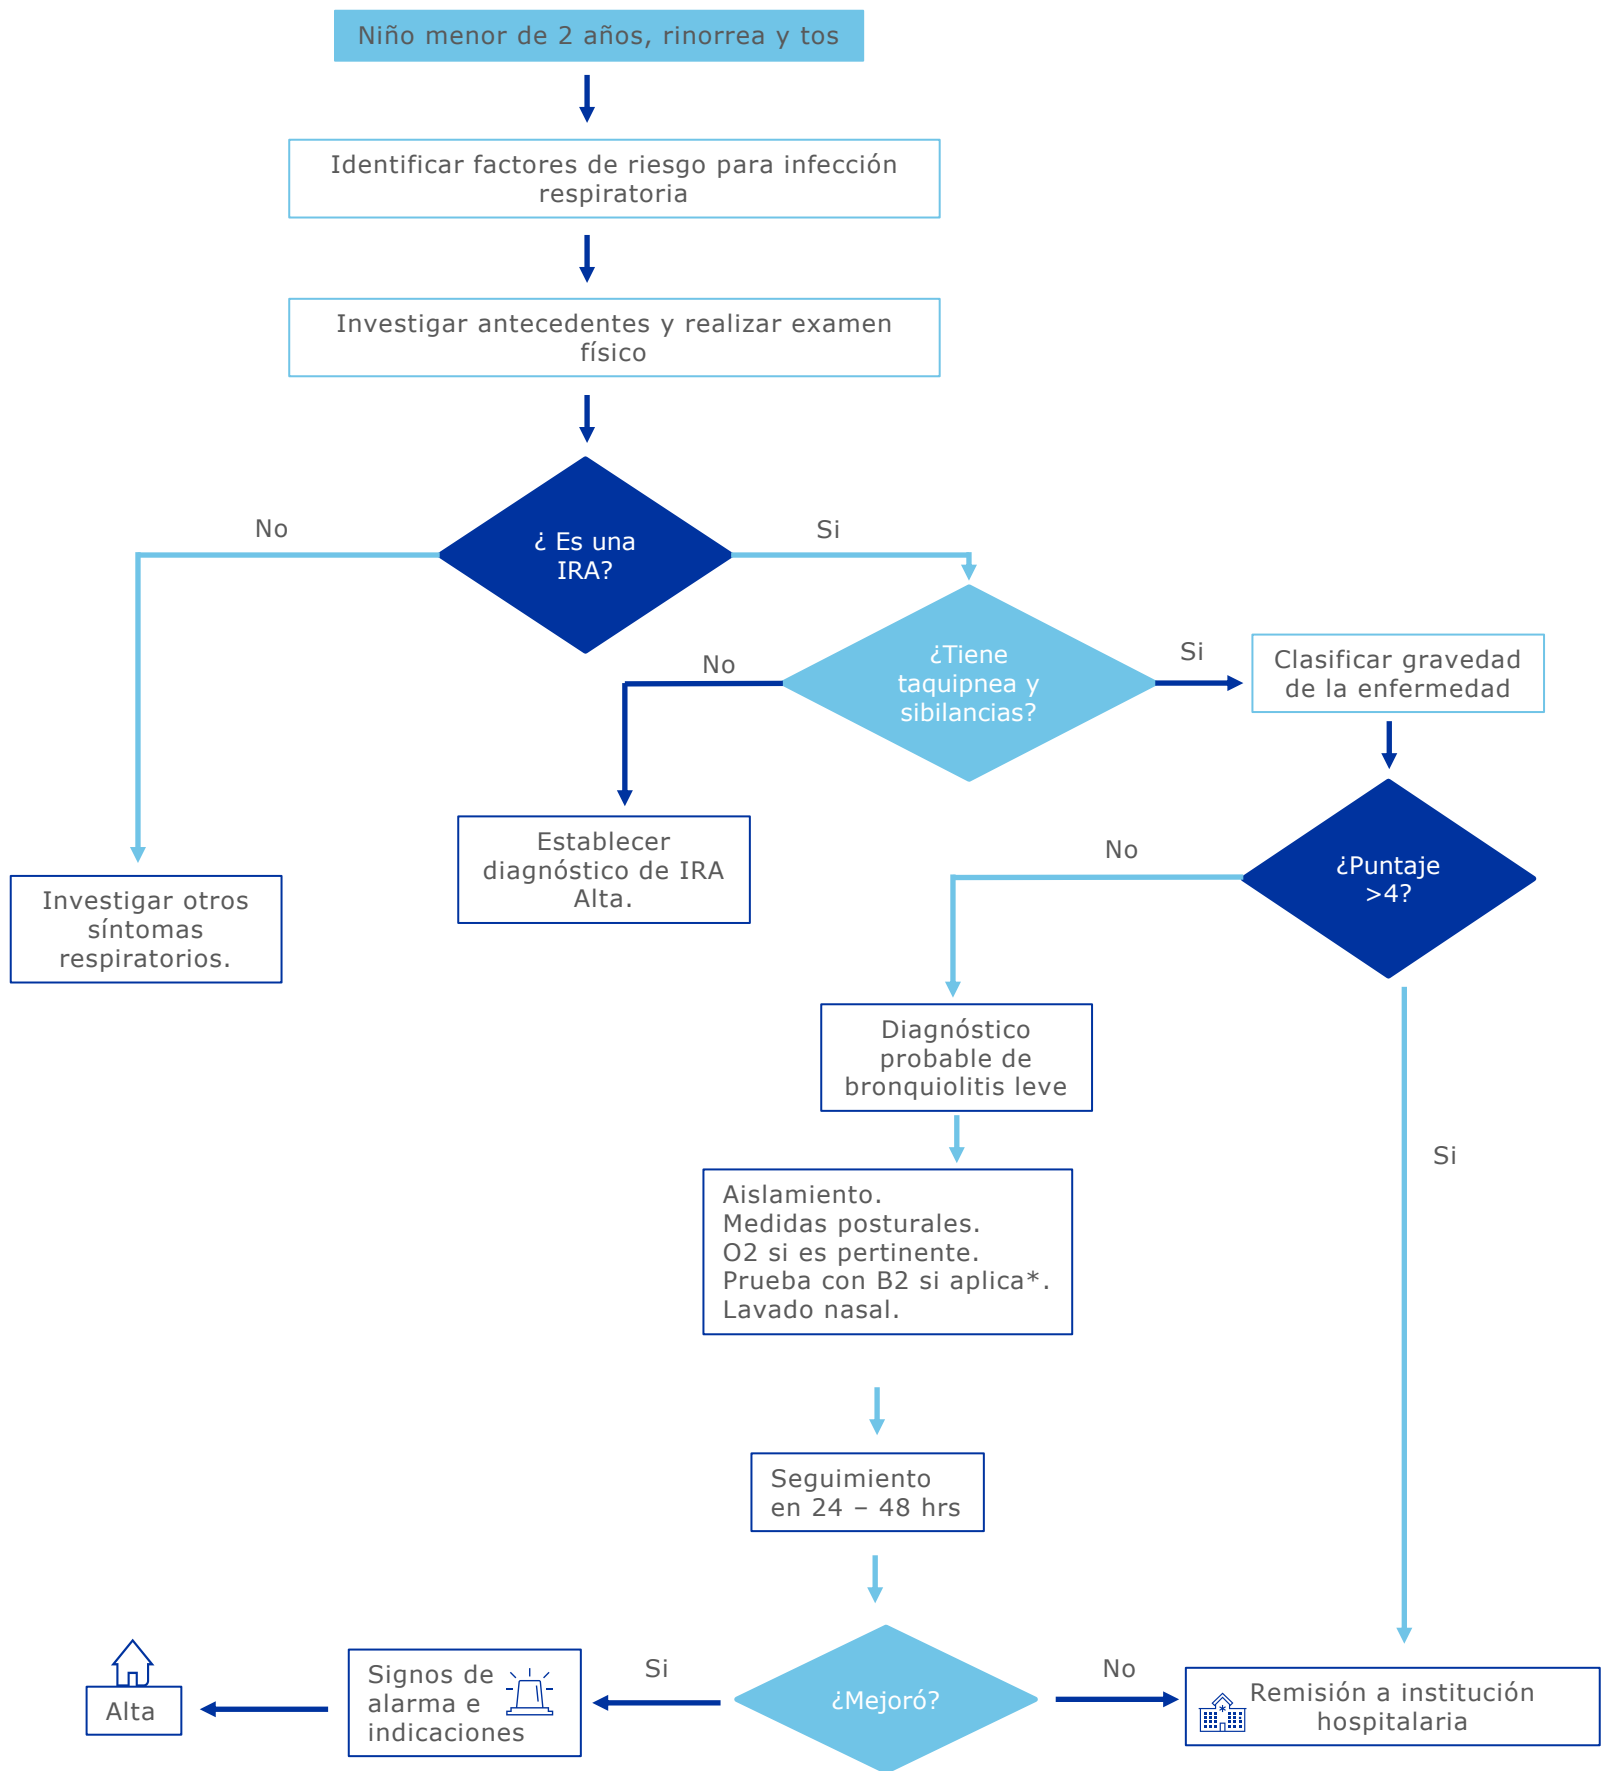 Niño menor de 2 años, rinorrea y tos
Identificar factores de riesgo para infección
respiratoria
Investigar antecedentes y realizar examen
físico
¿ Es una
IRA?
No
Si
¿Tiene
taquipnea y
sibilancias?
No
Si
Clasificar gravedad
de la enfermedad
Establecer
diagnóstico de IRA
Alta.
Investigar otros
síntomas
respiratorios.
¿Puntaje
>4?
No
Si
Diagnóstico
probable de
bronquiolitis leve
Aislamiento.
Medidas posturales.
O2 si es pertinente.
Prueba con B2 si aplica*.
Lavado nasal.
Seguimiento
en 24 – 48 hrs
¿Mejoró?
Si
No
Signos de
alarma e
indicaciones
Alta
Remisión a institución
hospitalaria